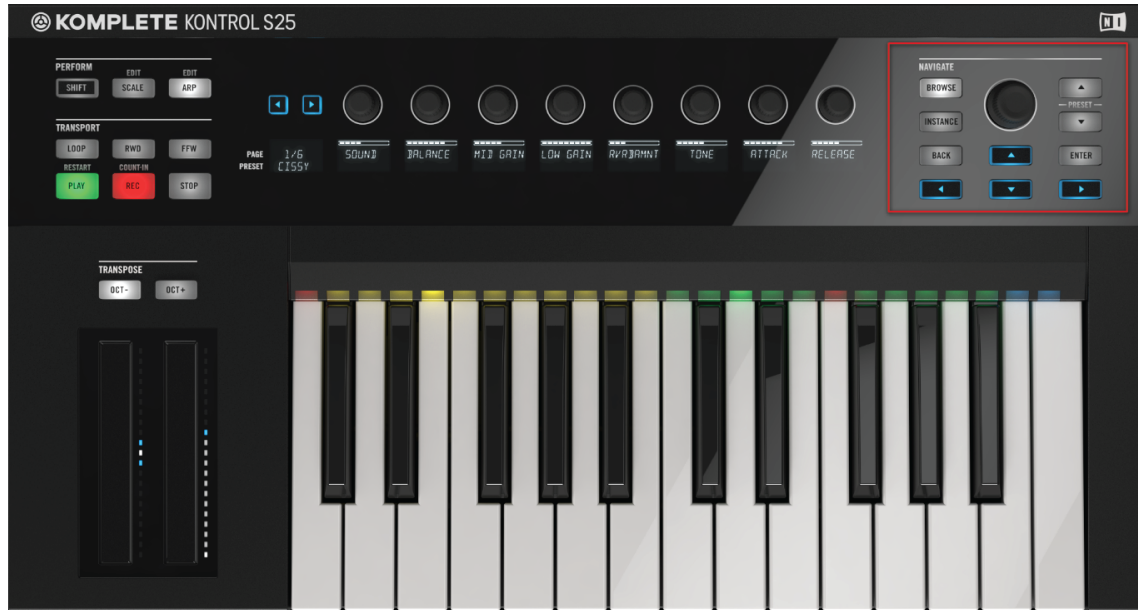 KOMPLETE KONTROL S25
NI
PERFORM
EDIT EDIT
SHIFT SCALE ARP
TRANSPORT
LOOP RWD FFW
RESTART COUNT-IN
PLAY REC STOP
PAGE 1/6
PRESET CISSY
SOUND BALANCE MID GAIN LOW GAIN RVRBAMNT TONE ATTACK RELEASE
NAVIGATE
BROWSE
PRESET
INSTANCE
BACK ENTER
TRANSPOSE
OCT- OCT+